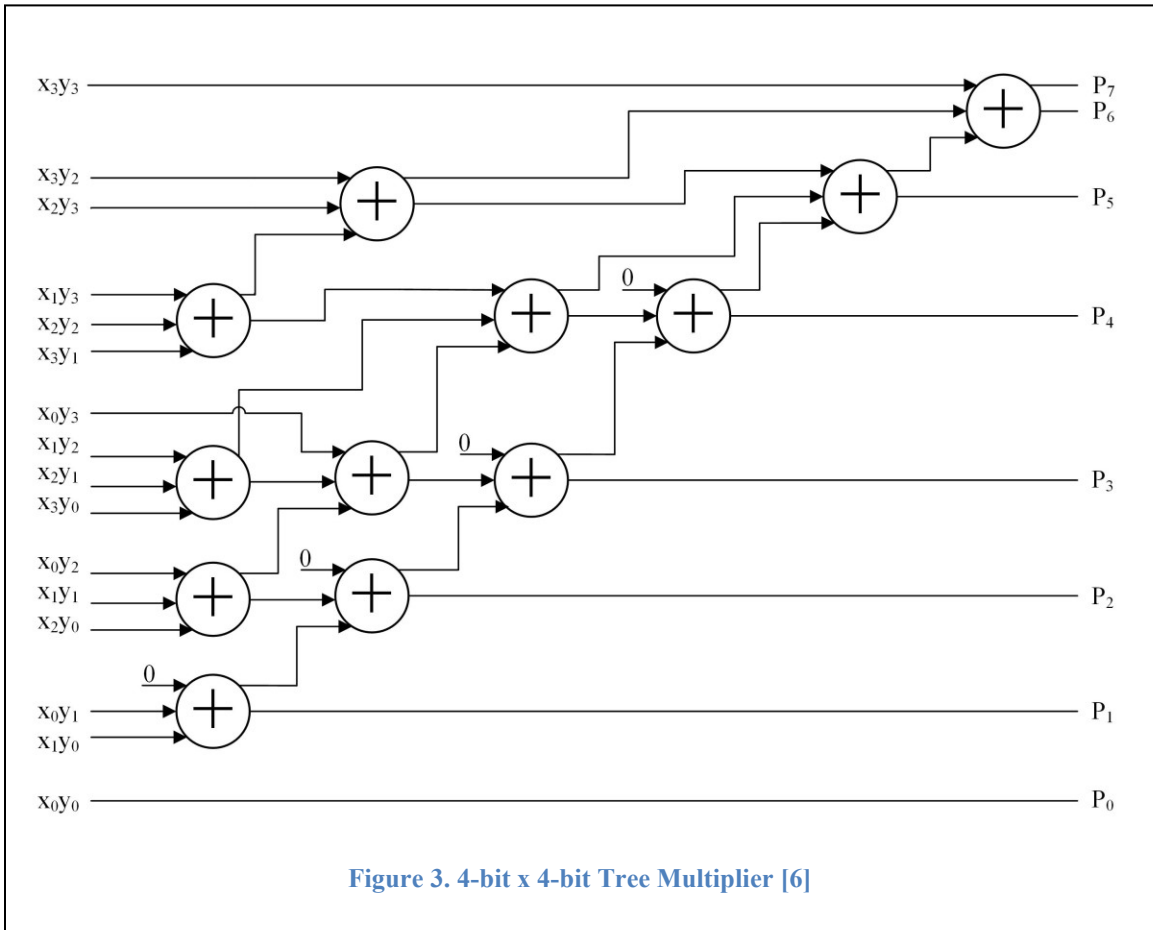 x₃y₃ P₇
P₆
x₃y₂
x₂y₃ P₅
0
x₁y₃
x₂y₂ P₄
x₃y₁
x₀y₃
x₁y₂ 0
x₂y₁ P₃
x₃y₀
x₀y₂ 0
x₁y₁ P₂
x₂y₀
0
x₀y₁ P₁
x₁y₀
x₀y₀ P₀
Figure 3. 4-bit x 4-bit Tree Multiplier [6]